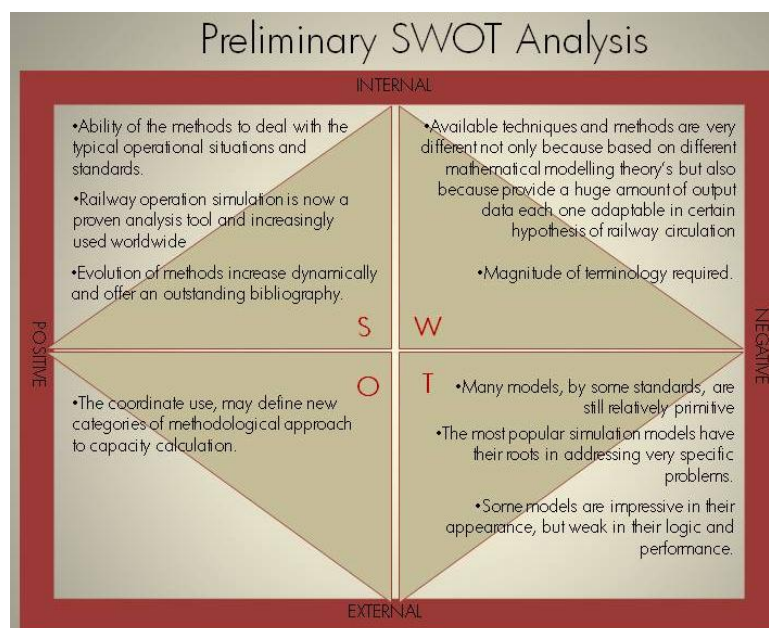 Preliminary SWOT Analysis
INTERNAL
•Ability of the methods to deal with the
typical operational situations and
standards.
•Railway operation simulation is now a
proven analysis tool and increasingly
used worldwide
•Evolution of methods increase dynamically
and offer an outstanding bibliography.
S
•Available techniques and methods are very
different not only because based on different
mathematical modelling theory's but also
because provide a huge amount of output
data each one adaptable in certain
hypothesis of railway circulation
•Magnitude of terminology required.
W
POSITIVE
NEGATIVE
O
•The coordinate use, may define new
categories of methodological approach
to capacity calculation.
T
•Many models, by some standards, are
still relatively primitive
•The most popular simulation models have
their roots in addressing very specific
problems.
•Some models are impressive in their
appearance, but weak in their logic and
performance.
EXTERNAL